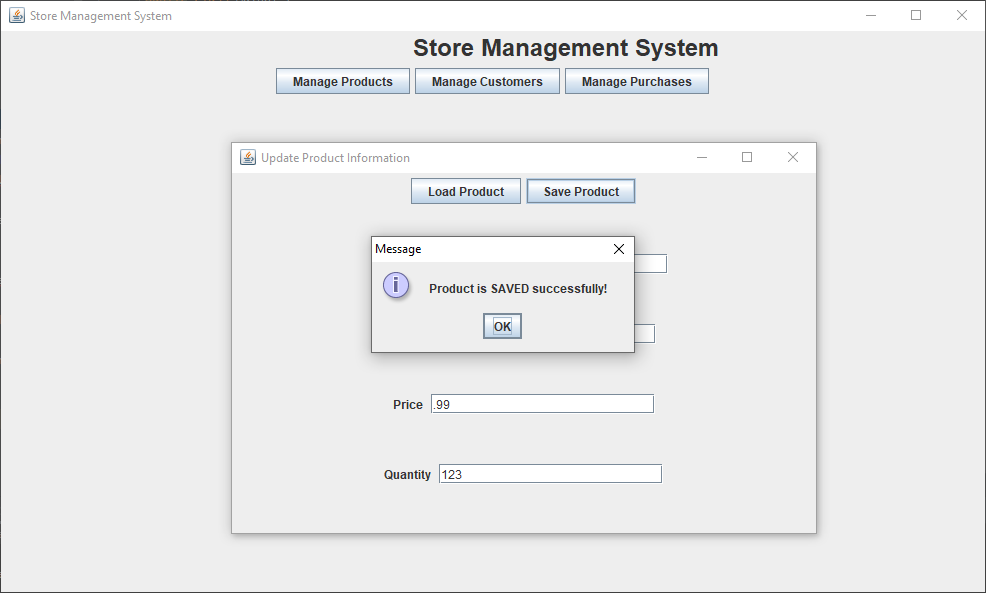 Store Management System
Store Management System
Manage Products Manage Customers Manage Purchases
Update Product Information
Load Product Save Product
Message
Product is SAVED successfully!
OK
Price .99
Quantity 123